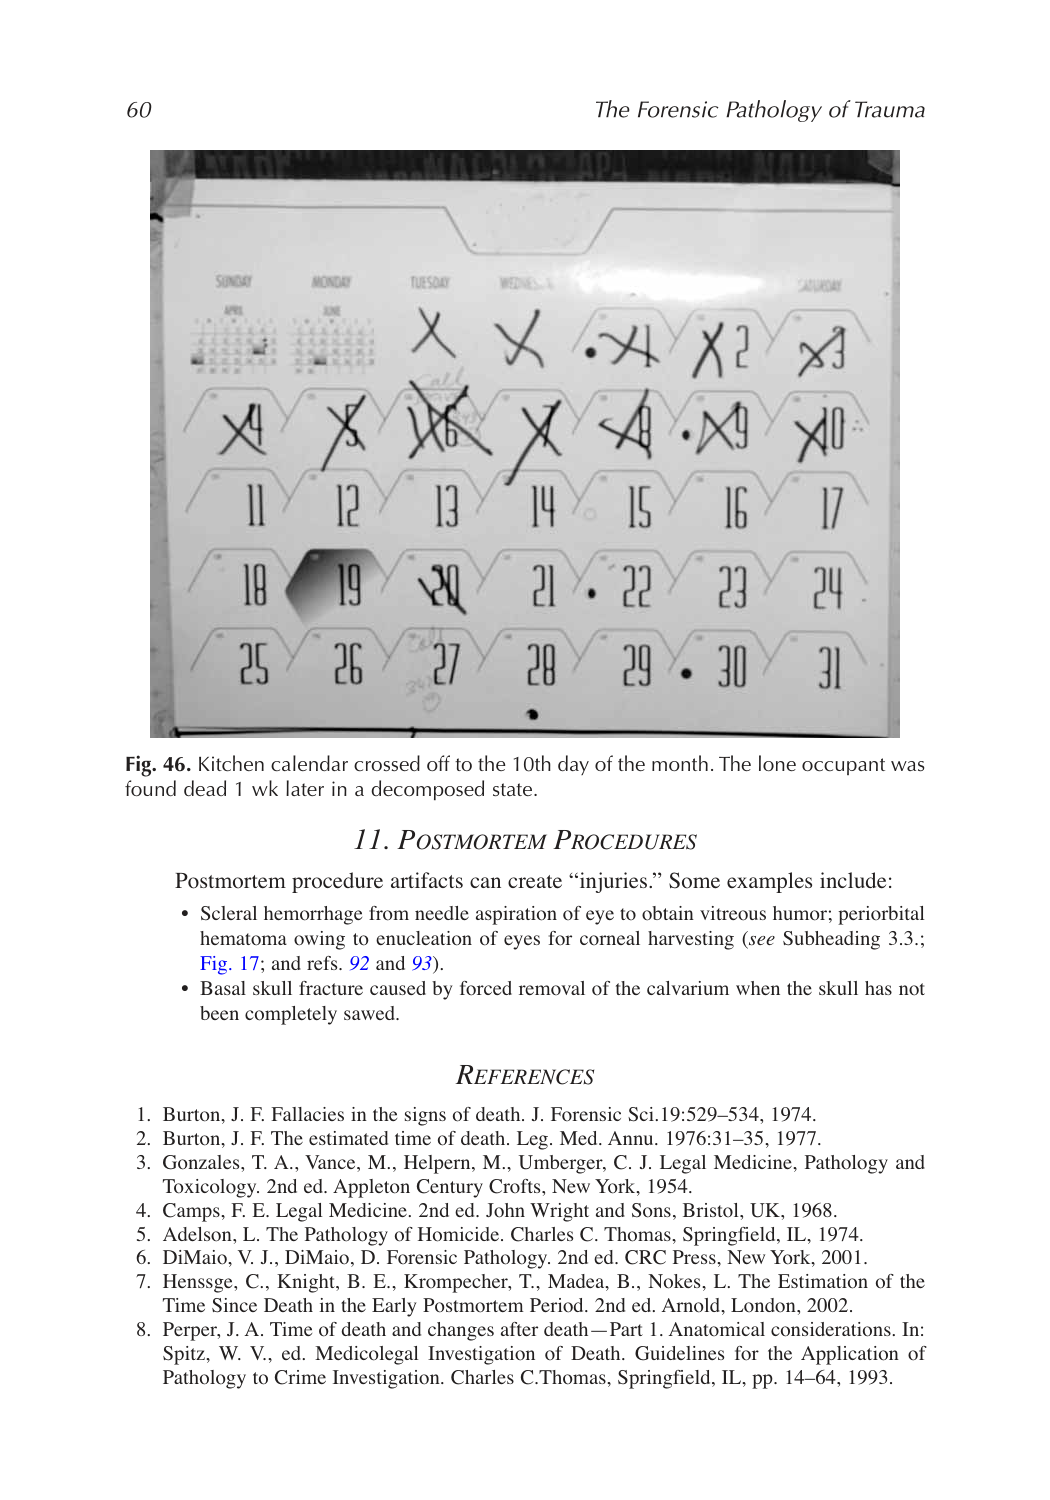 60 The Forensic Pathology of Trauma
SUNDAY MONDAY TUESDAY SATURDAY
APRIL JUNE
1 2 3
Call
4 5 6 7 8 9 10
11 12 13 14 15 16 17
18 19 20 21 22 23 24
Call
25 26 27 28 29 30 31
Fig. 46. Kitchen calendar crossed off to the 10th day of the month. The lone occupant was
found dead 1 wk later in a decomposed state.
11. POSTMORTEM PROCEDURES
Postmortem procedure artifacts can create “injuries.” Some examples include:
• Scleral hemorrhage from needle aspiration of eye to obtain vitreous humor; periorbital
hematoma owing to enucleation of eyes for corneal harvesting (see Subheading 3.3.;
Fig. 17; and refs. 92 and 93).
• Basal skull fracture caused by forced removal of the calvarium when the skull has not
been completely sawed.
REFERENCES
1. Burton, J. F. Fallacies in the signs of death. J. Forensic Sci.19:529–534, 1974.
2. Burton, J. F. The estimated time of death. Leg. Med. Annu. 1976:31–35, 1977.
3. Gonzales, T. A., Vance, M., Helpern, M., Umberger, C. J. Legal Medicine, Pathology and
Toxicology. 2nd ed. Appleton Century Crofts, New York, 1954.
4. Camps, F. E. Legal Medicine. 2nd ed. John Wright and Sons, Bristol, UK, 1968.
5. Adelson, L. The Pathology of Homicide. Charles C. Thomas, Springfield, IL, 1974.
6. DiMaio, V. J., DiMaio, D. Forensic Pathology. 2nd ed. CRC Press, New York, 2001.
7. Henssge, C., Knight, B. E., Krompecher, T., Madea, B., Nokes, L. The Estimation of the
Time Since Death in the Early Postmortem Period. 2nd ed. Arnold, London, 2002.
8. Perper, J. A. Time of death and changes after death—Part 1. Anatomical considerations. In:
Spitz, W. V., ed. Medicolegal Investigation of Death. Guidelines for the Application of
Pathology to Crime Investigation. Charles C.Thomas, Springfield, IL, pp. 14–64, 1993.